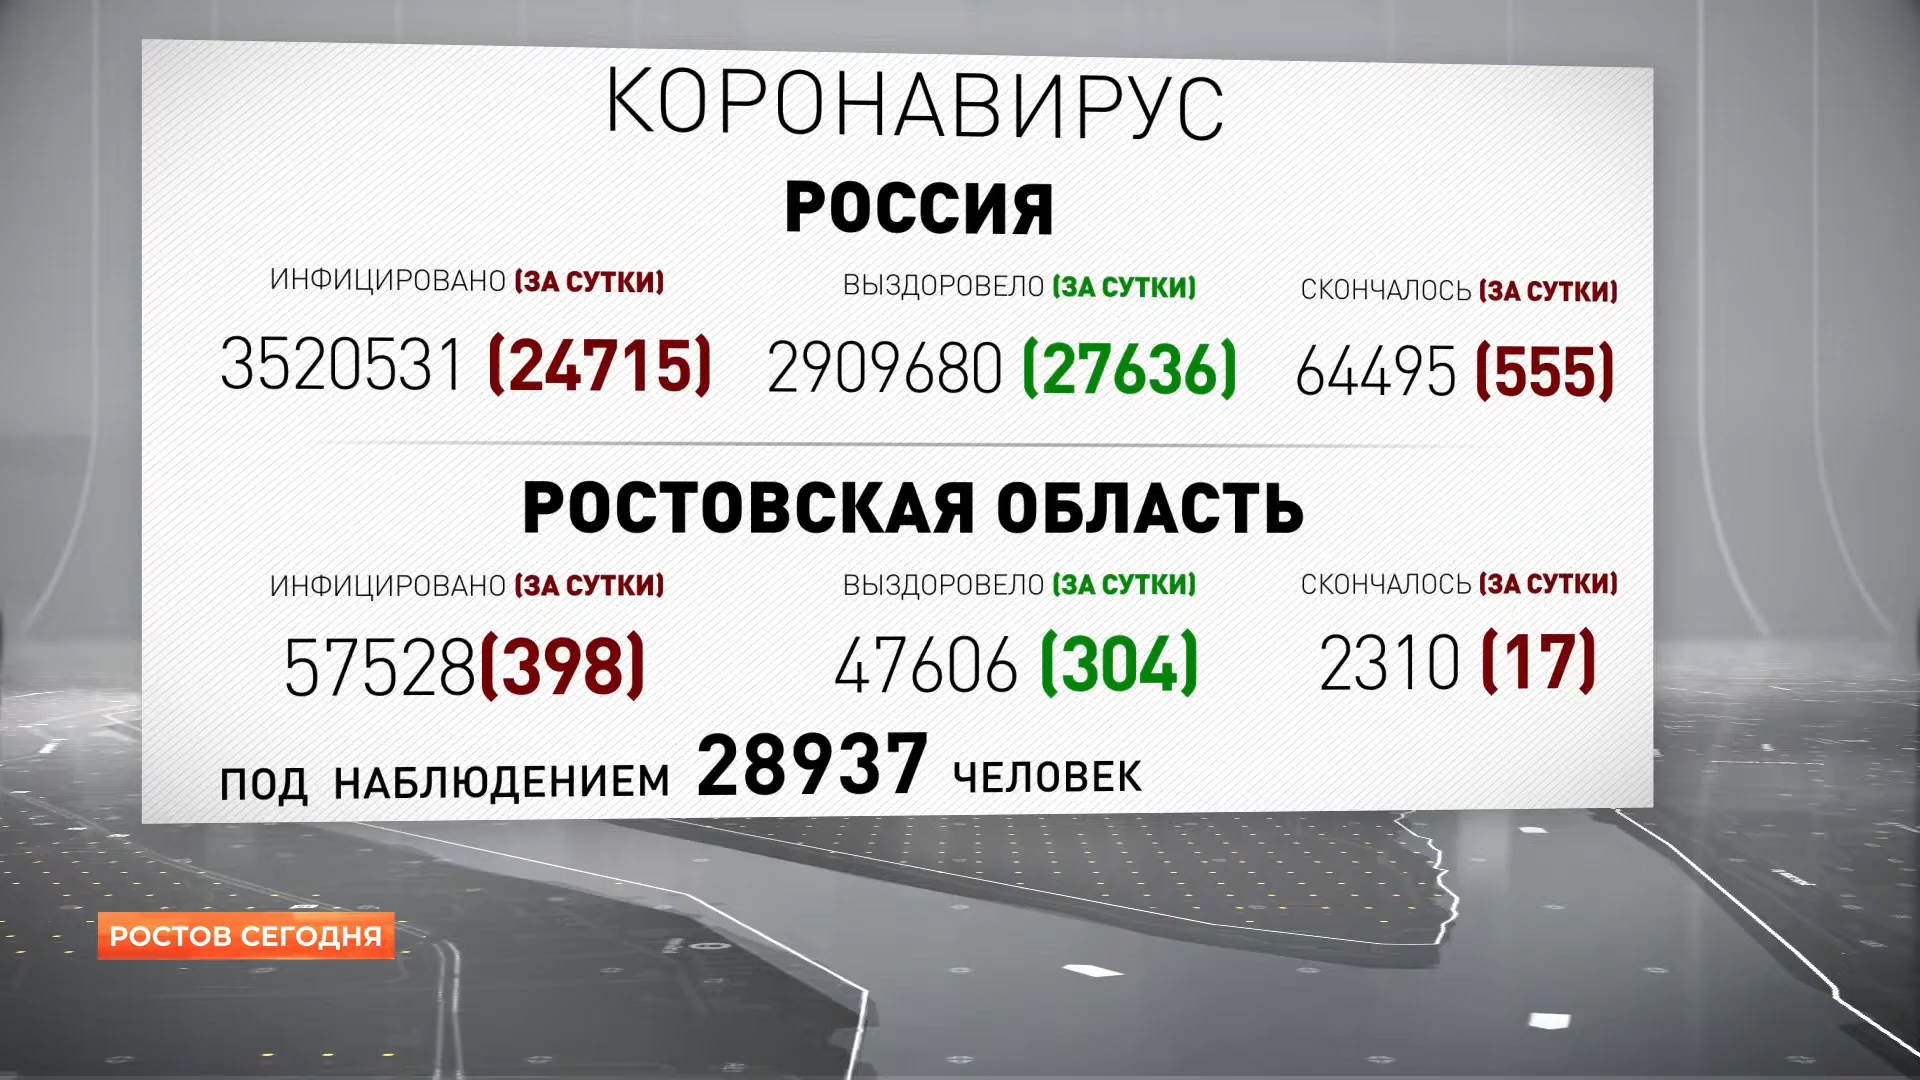 КОРОНАВИРУС
РОССИЯ
ИНФИЦИРОВАНО (ЗА СУТКИ) ВЫЗДОРОВЕЛО (ЗА СУТКИ) СКОНЧАЛОСЬ (ЗА СУТКИ)
3520531 (24715) 2909680 (27636) 64495 (555)
РОСТОВСКАЯ ОБЛАСТЬ
ИНФИЦИРОВАНО (ЗА СУТКИ) ВЫЗДОРОВЕЛО (ЗА СУТКИ) СКОНЧАЛОСЬ (ЗА СУТКИ)
57528(398) 47606 (304) 2310 (17)
ПОД НАБЛЮДЕНИЕМ 28937 ЧЕЛОВЕК
РОСТОВ СЕГОДНЯ